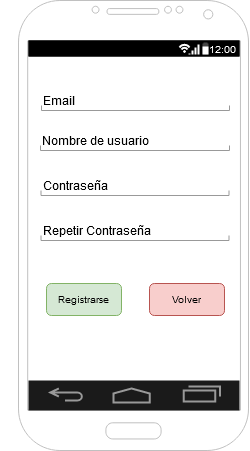 12:00
Email
Nombre de usuario
Contraseña
Repetir Contraseña
Registrarse
Volver